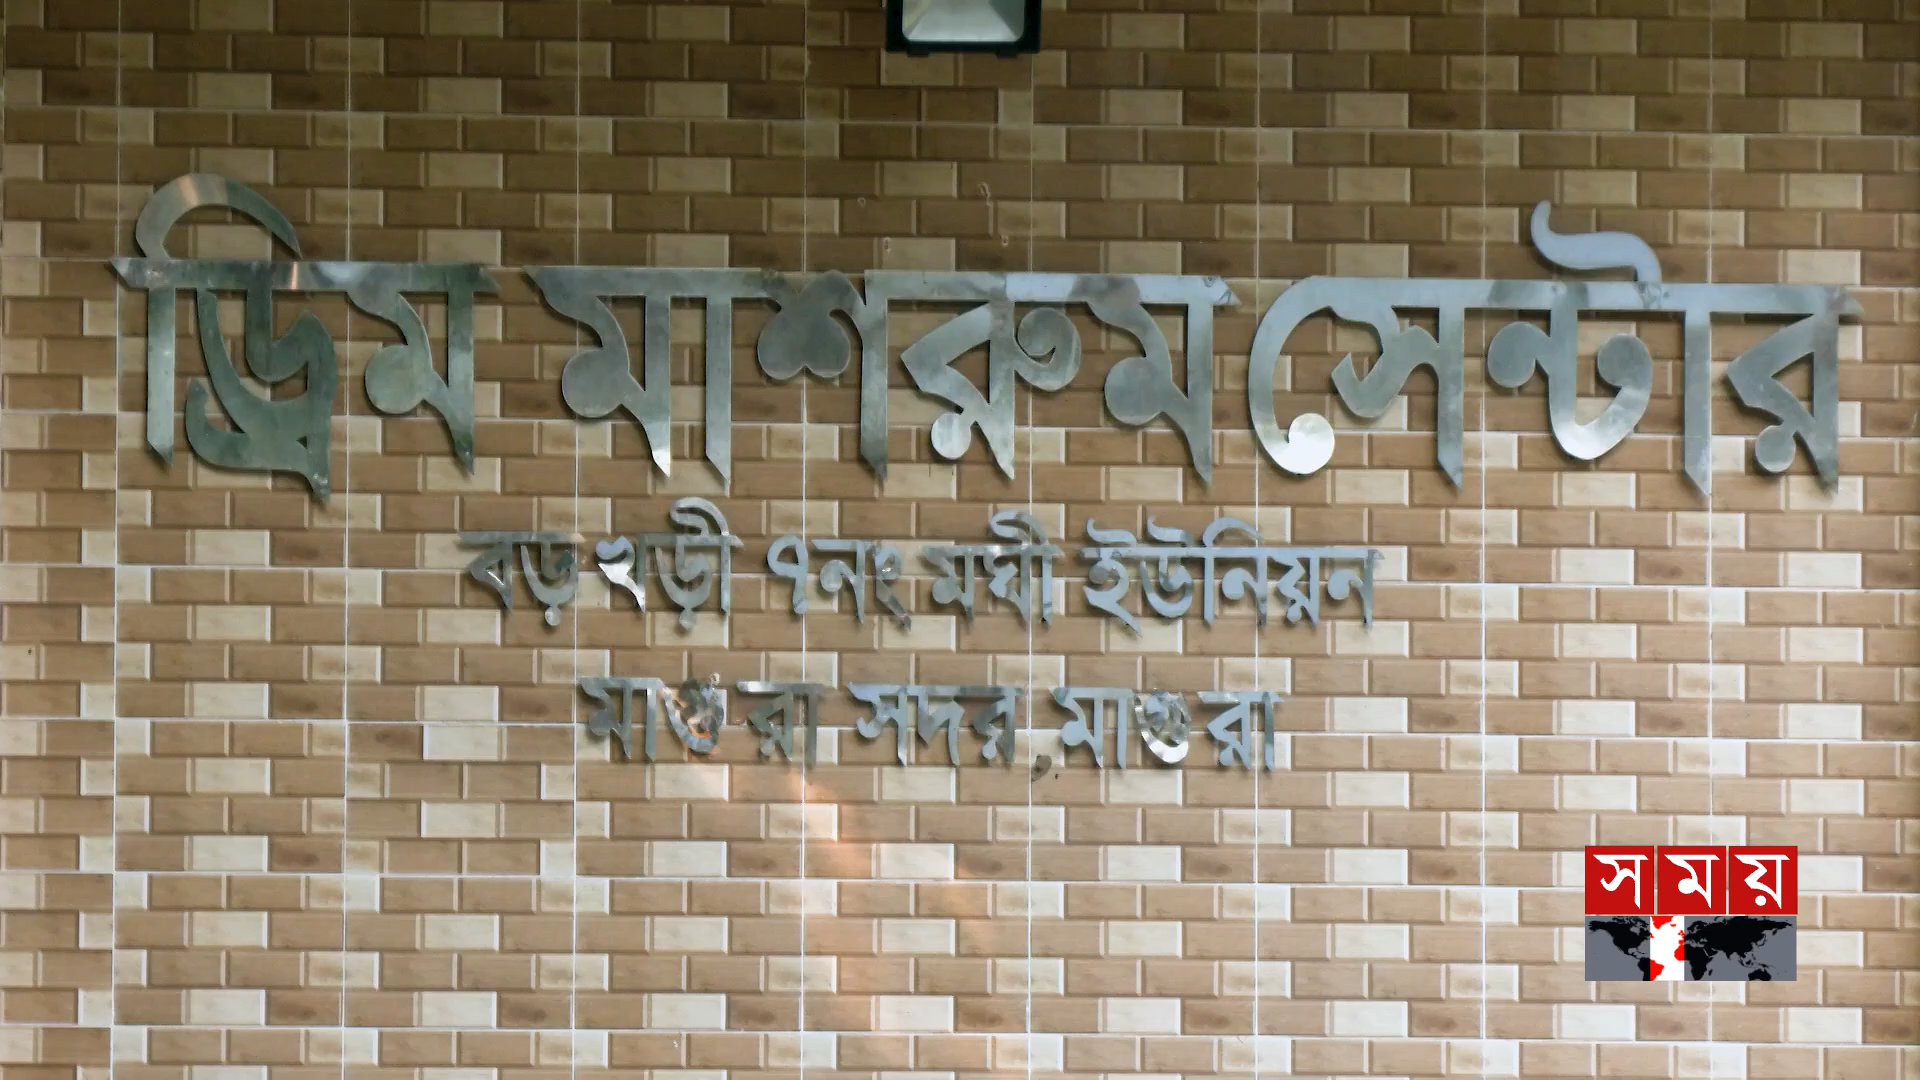 ড্রিম মাশরুম সেন্টার
বড় খড়ী ৭নং মঘী ইউনিয়ন
মাগুরা সদর, মাগুরা
সময়